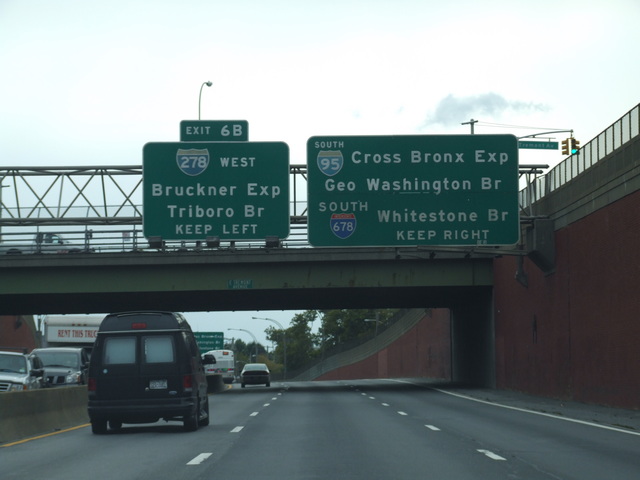 EXIT 6B
278 WEST
Bruckner Exp
Triboro Br
KEEP LEFT
SOUTH
95 Cross Bronx Exp
Geo Washington Br
SOUTH
678 Whitestone Br
KEEP RIGHT
RENT THIS TRUCK